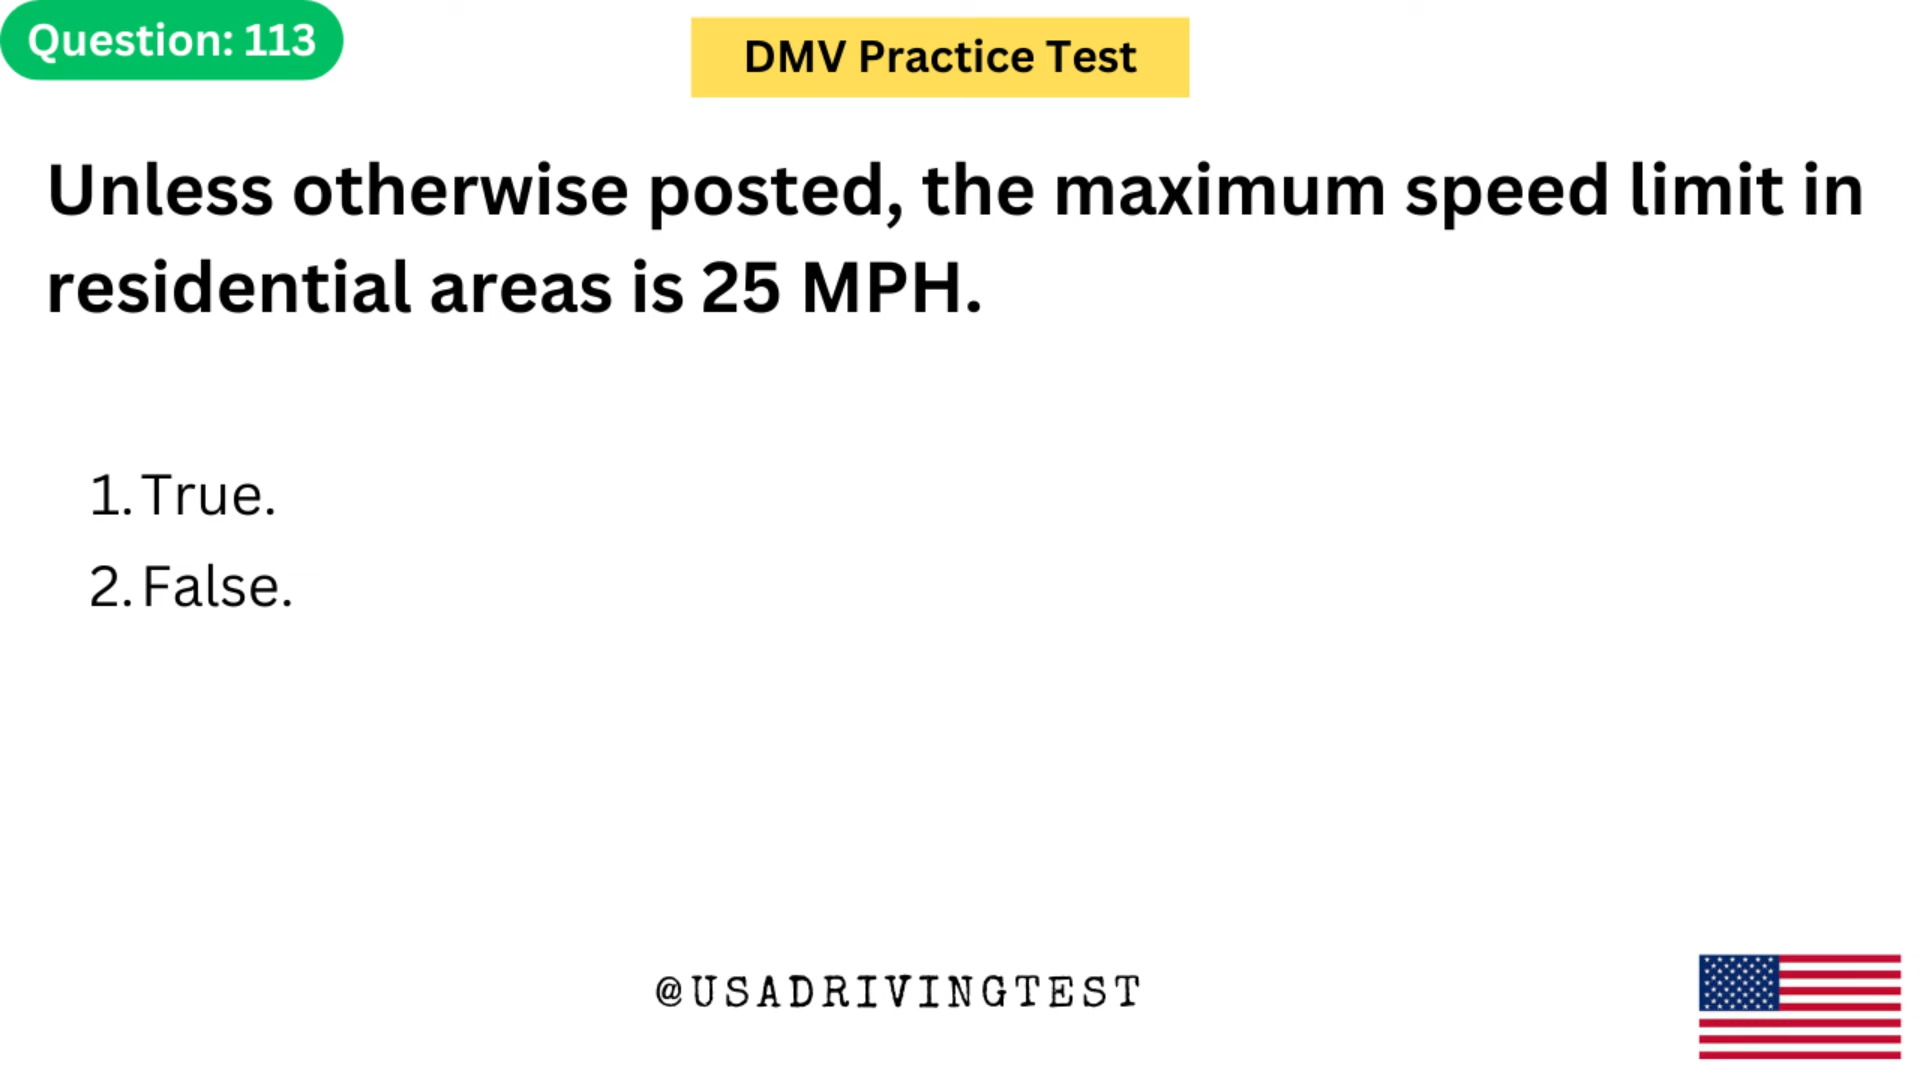 Question: 113
DMV Practice Test
Unless otherwise posted, the maximum speed limit in
residential areas is 25 MPH.
1. True.
2. False.
@USADRIVINGTEST